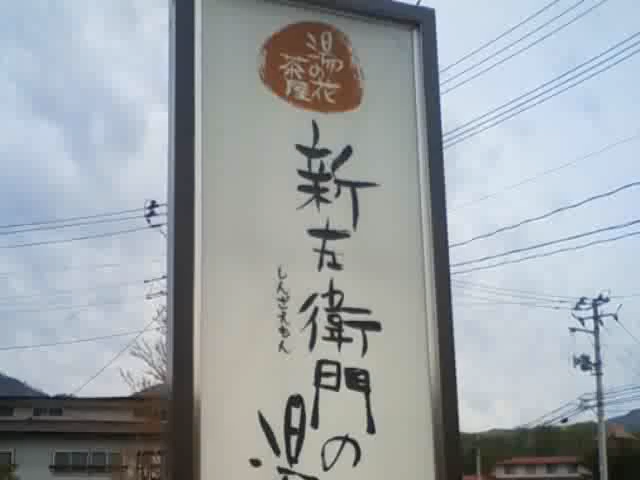 湯の花
茶屋
新左衛門の
しんざえもん
湯